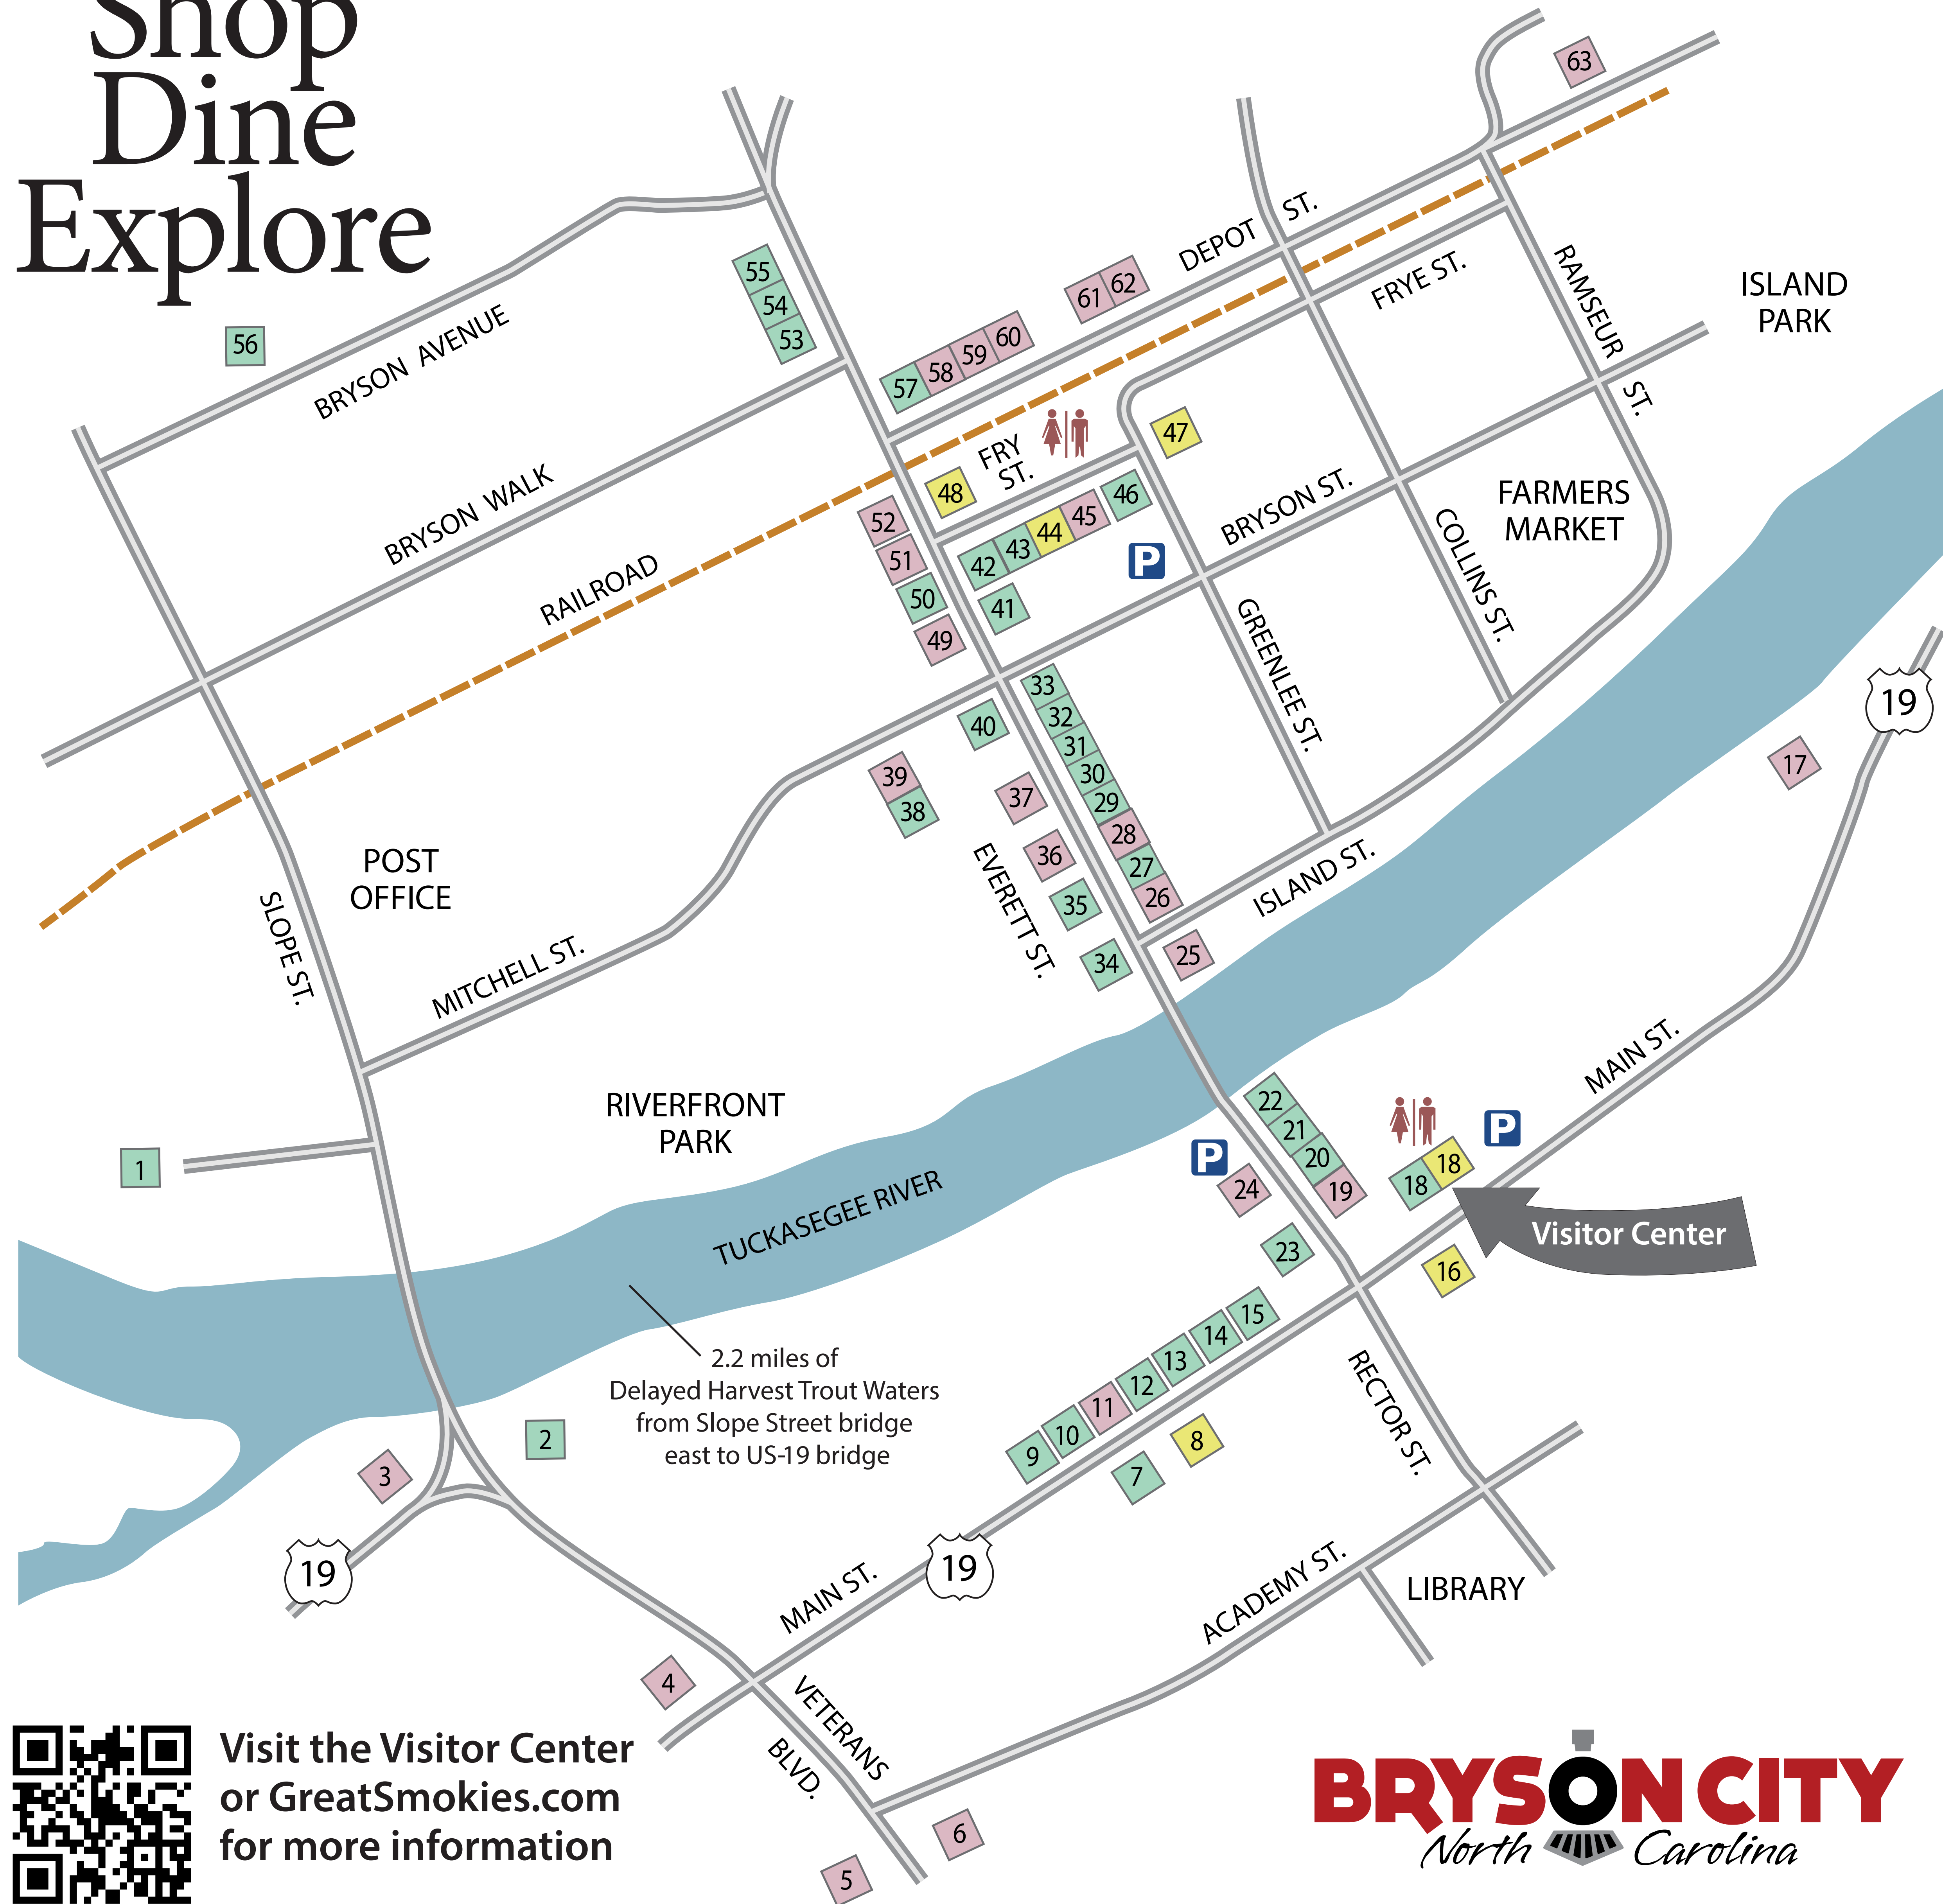 Shop
Dine
Explore
63
DEPOT ST.
FRYE ST.
RAMSEUR ST.
ISLAND
PARK
55
54
53
56
BRYSON AVENUE
61
62
57
58
59
60
BRYSON WALK
RAILROAD
FRY
ST.
48
47
52
51
50
49
42
43
44
45
46
41
P
BRYSON ST.
FARMERS
MARKET
COLLINS ST.
GREENLEE ST.
33
32
31
30
29
28
27
26
40
39
38
37
36
35
34
EVERETT ST.
25
ISLAND ST.
19
17
POST
OFFICE
SLOPE ST.
MITCHELL ST.
RIVERFRONT
PARK
1
TUCKASEGEE RIVER
22
21
20
19
P
24
23
P
18
18
MAIN ST.
Visitor Center
16
2.2 miles of
Delayed Harvest Trout Waters
from Slope Street bridge
east to US-19 bridge
2
3
19
9
10
11
12
13
14
15
7
8
RECTOR ST.
19
MAIN ST.
ACADEMY ST.
LIBRARY
4
VETERANS
BLVD.
5
6
Visit the Visitor Center
or GreatSmokies.com
for more information
BRYSON CITY
North Carolina